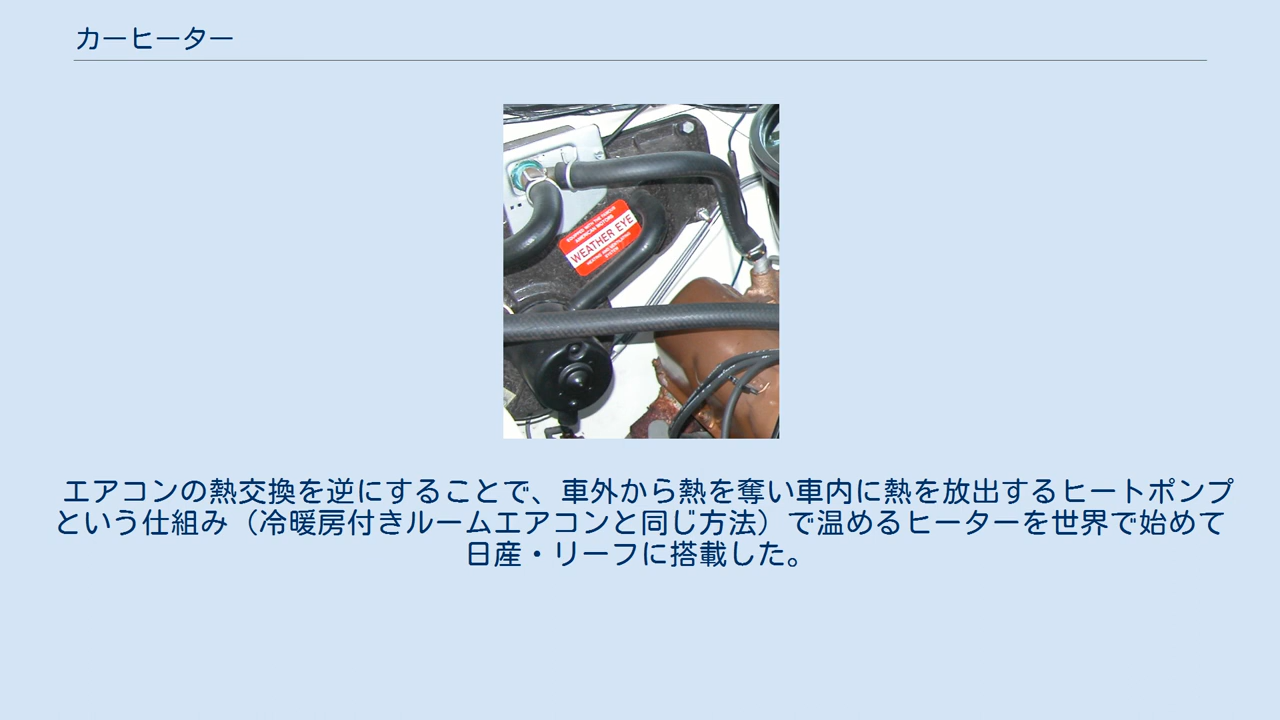 カーヒーター
AMERICAN MOTORS
WEATHER EYE
エアコンの熱交換を逆にすることで、車外から熱を奪い車内に熱を放出するヒートポンプ
という仕組み（冷暖房付きルームエアコンと同じ方法）で温めるヒーターを世界で始めて
日産・リーフに搭載した。